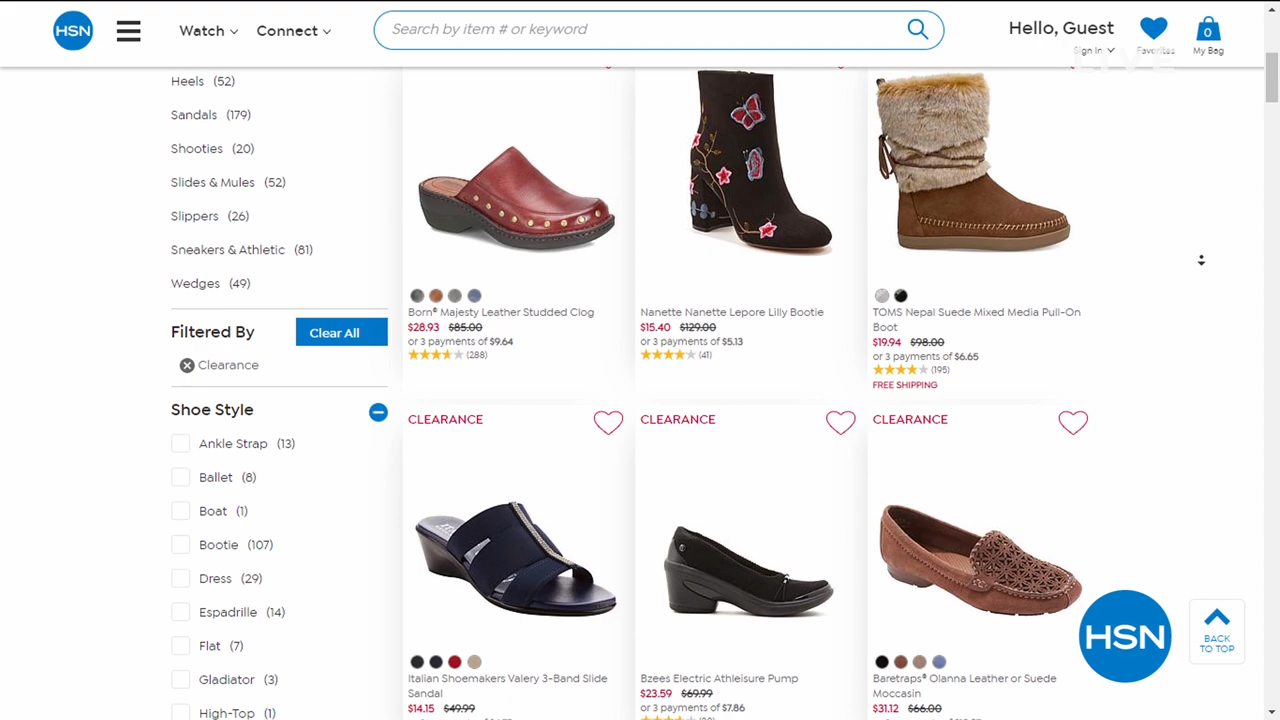 HSN
Watch
Connect
Search by item # or keyword
Hello, Guest
Sign In
Favorites
0
My Bag
LIVE
Heels (52)
Sandals (179)
Shooties (20)
Slides & Mules (52)
Slippers (26)
Sneakers & Athletic (81)
Wedges (49)
Filtered By
Clear All
Clearance
Shoe Style
Ankle Strap (13)
Ballet (8)
Boat (1)
Bootie (107)
Dress (29)
Espadrille (14)
Flat (7)
Gladiator (3)
High-Top (1)
Born® Majesty Leather Studded Clog
$28.93 $85.00
or 3 payments of $9.64
(288)
Nanette Nanette Lepore Lilly Bootie
$15.40 $129.00
or 3 payments of $5.13
(41)
TOMS Nepal Suede Mixed Media Pull-On
Boot
$19.94 $98.00
or 3 payments of $6.65
(195)
FREE SHIPPING
CLEARANCE
Italian Shoemakers Valery 3-Band Slide
Sandal
$14.15 $49.99
CLEARANCE
Bzees Electric Athleisure Pump
$23.59 $69.99
or 3 payments of $7.86
CLEARANCE
Baretraps® Olanna Leather or Suede
Moccasin
$31.12 $66.00
HSN
BACK
TO TOP